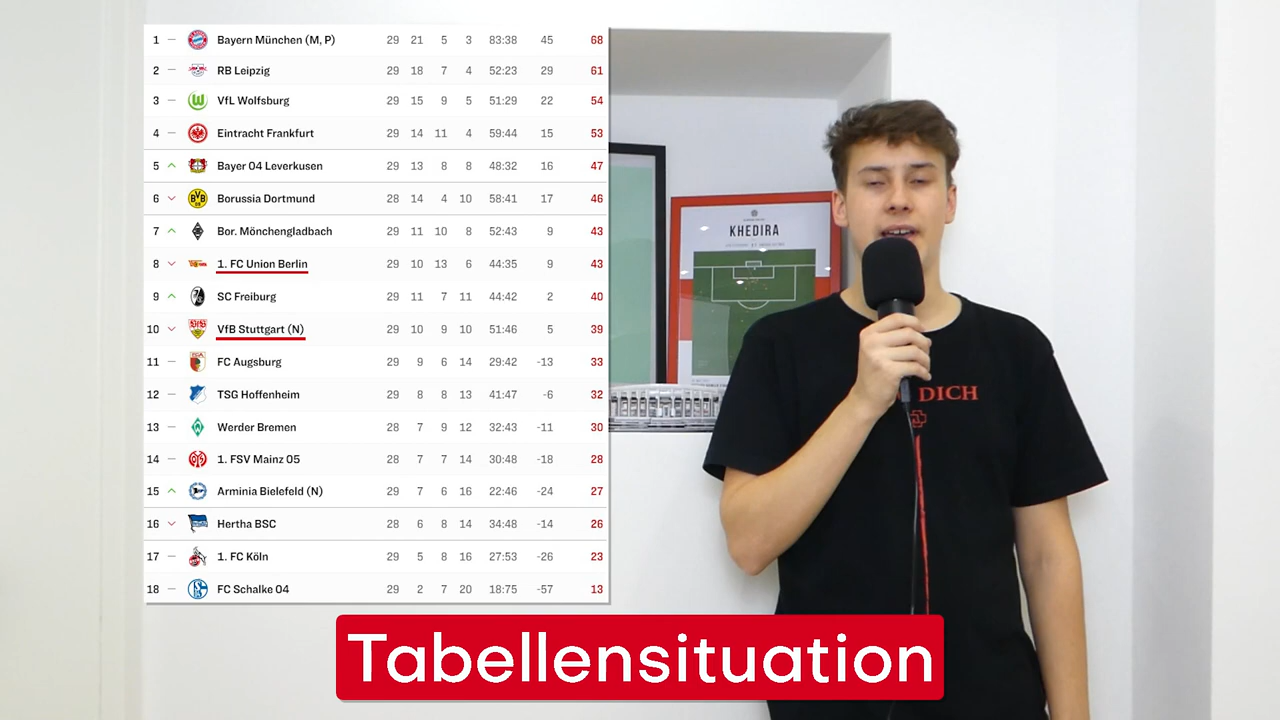 1 – Bayern München (M, P) 29 21 5 3 83:38 45 68
2 – RB Leipzig 29 18 7 4 52:23 29 61
3 – VfL Wolfsburg 29 15 9 5 51:29 22 54
4 – Eintracht Frankfurt 29 14 11 4 59:44 15 53
5 Bayer 04 Leverkusen 29 13 8 8 48:32 16 47
6 Borussia Dortmund 28 14 4 10 58:41 17 46
7 Bor. Mönchengladbach 29 11 10 8 52:43 9 43
8 1. FC Union Berlin 29 10 13 6 44:35 9 43
9 SC Freiburg 29 11 7 11 44:42 2 40
10 VfB Stuttgart (N) 29 10 9 10 51:46 5 39
11 – FC Augsburg 29 9 6 14 29:42 -13 33
12 – TSG Hoffenheim 29 8 8 13 41:47 -6 32
13 – Werder Bremen 28 7 9 12 32:43 -11 30
14 – 1. FSV Mainz 05 28 7 7 14 30:48 -18 28
15 Arminia Bielefeld (N) 29 7 6 16 22:46 -24 27
16 Hertha BSC 28 6 8 14 34:48 -14 26
17 – 1. FC Köln 29 5 8 16 27:53 -26 23
18 – FC Schalke 04 29 2 7 20 18:75 -57 13
KHEDIRA
DICH
Tabellensituation